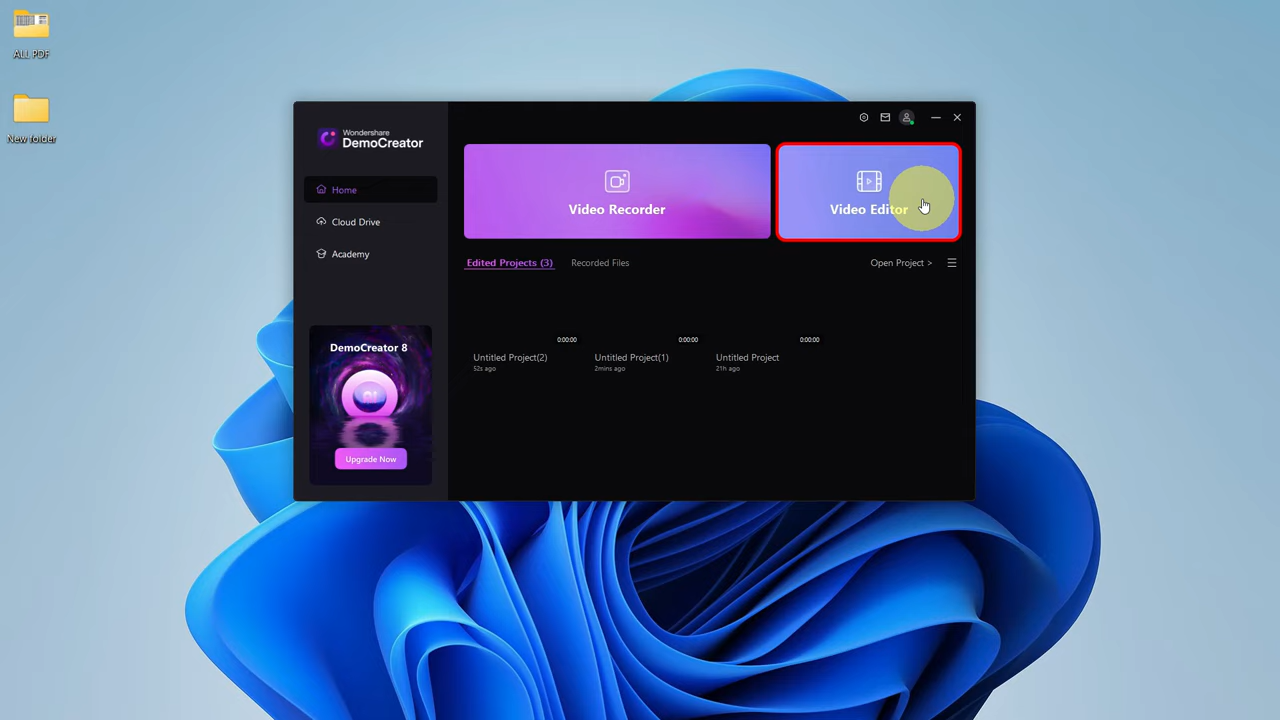 ALL PDF
New folder
Wondershare
DemoCreator
Home
Cloud Drive
Academy
DemoCreator 8
Upgrade Now
Video Recorder
Video Editor
Edited Projects (3)
Recorded Files
Open Project >
0:00:00
0:00:00
0:00:00
Untitled Project(2)
Untitled Project(1)
Untitled Project
52s ago
2mins ago
21h ago